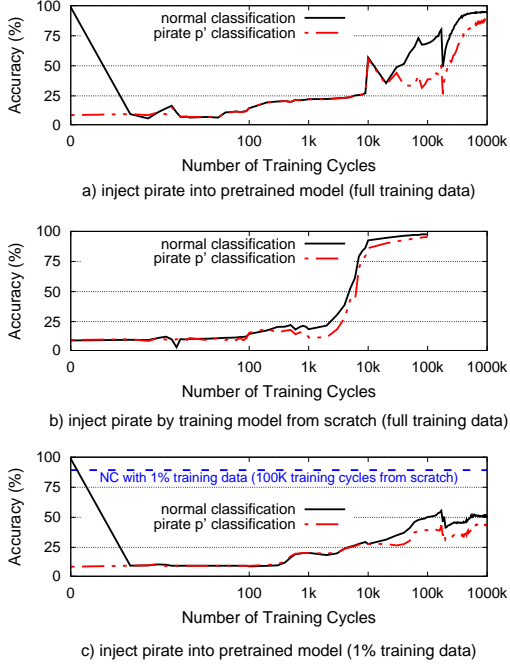 100
75
50
25
0
Accuracy (%)
normal classification
pirate p' classification
0
100
1k
10k
100k
1000k
Number of Training Cycles
a) inject pirate into pretrained model (full training data)
100
75
50
25
0
Accuracy (%)
normal classification
pirate p' classification
0
100
1k
10k
100k
1000k
Number of Training Cycles
b) inject pirate by training model from scratch (full training data)
100
75
50
25
0
Accuracy (%)
NC with 1% training data (100K training cycles from scratch)
normal classification
pirate p' classification
0
100
1k
10k
100k
1000k
Number of Training Cycles
c) inject pirate into pretrained model (1% training data)